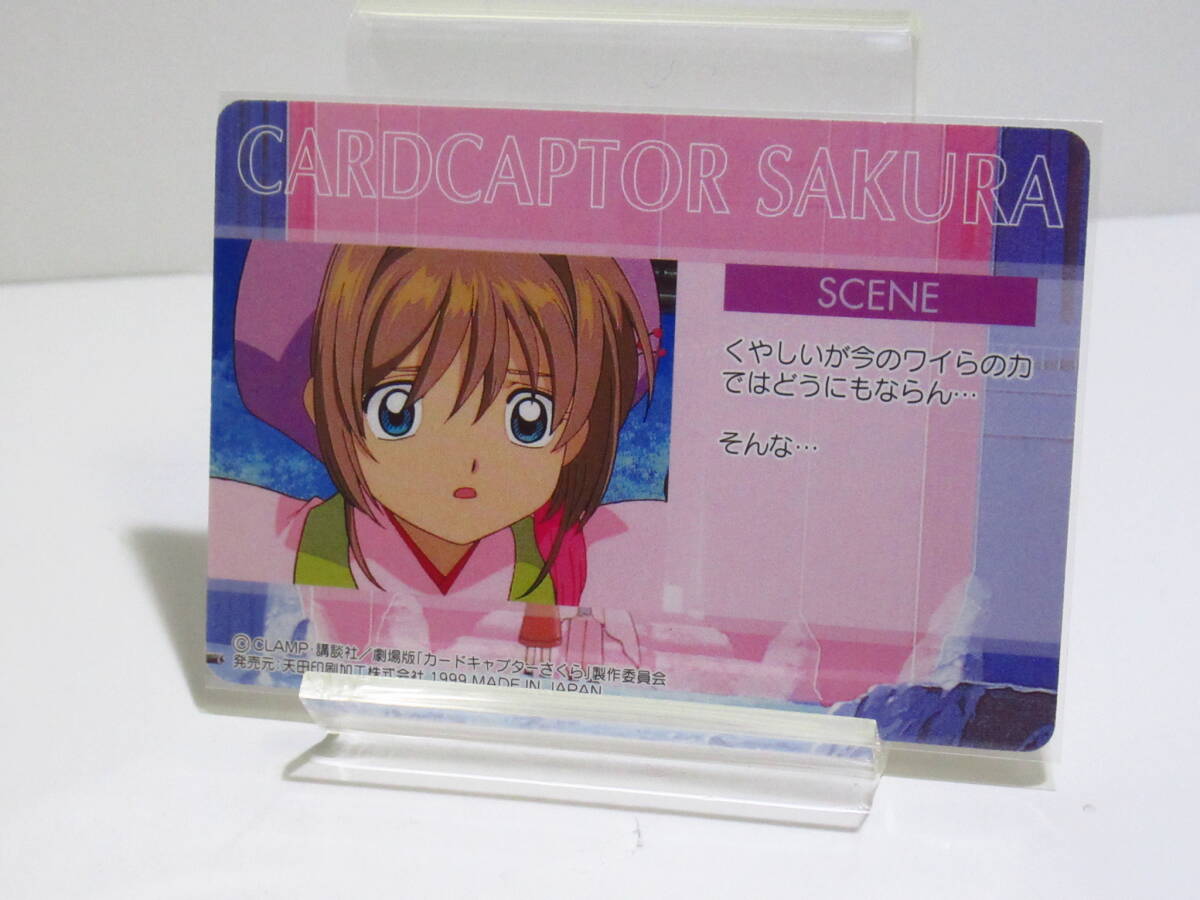 CARDCAPTOR SAKURA
SCENE
くやしいが今のワイらの力
ではどうにもならん…
そんな…
©CLAMP・講談社／劇場版「カードキャプターさくら」製作委員会
発売元：天田印刷加工株式会社 1999 MADE IN JAPAN